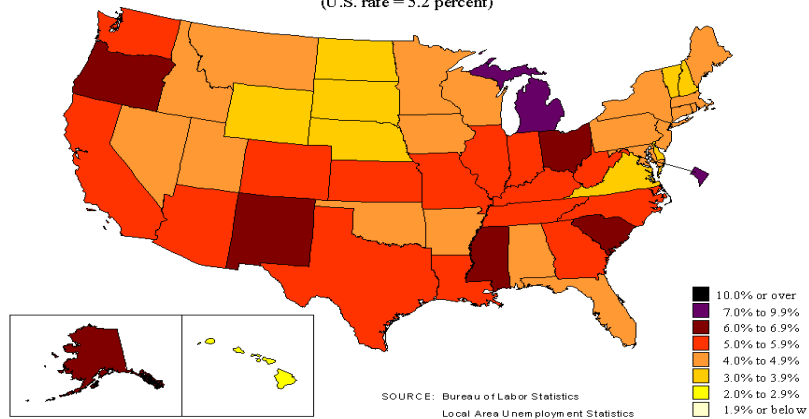 (U.S. rate = 5.2 percent)
10.0% or over
7.0% to 9.9%
6.0% to 6.9%
5.0% to 5.9%
4.0% to 4.9%
3.0% to 3.9%
2.0% to 2.9%
1.9% or below
SOURCE: Bureau of Labor Statistics
Local Area Unemployment Statistics